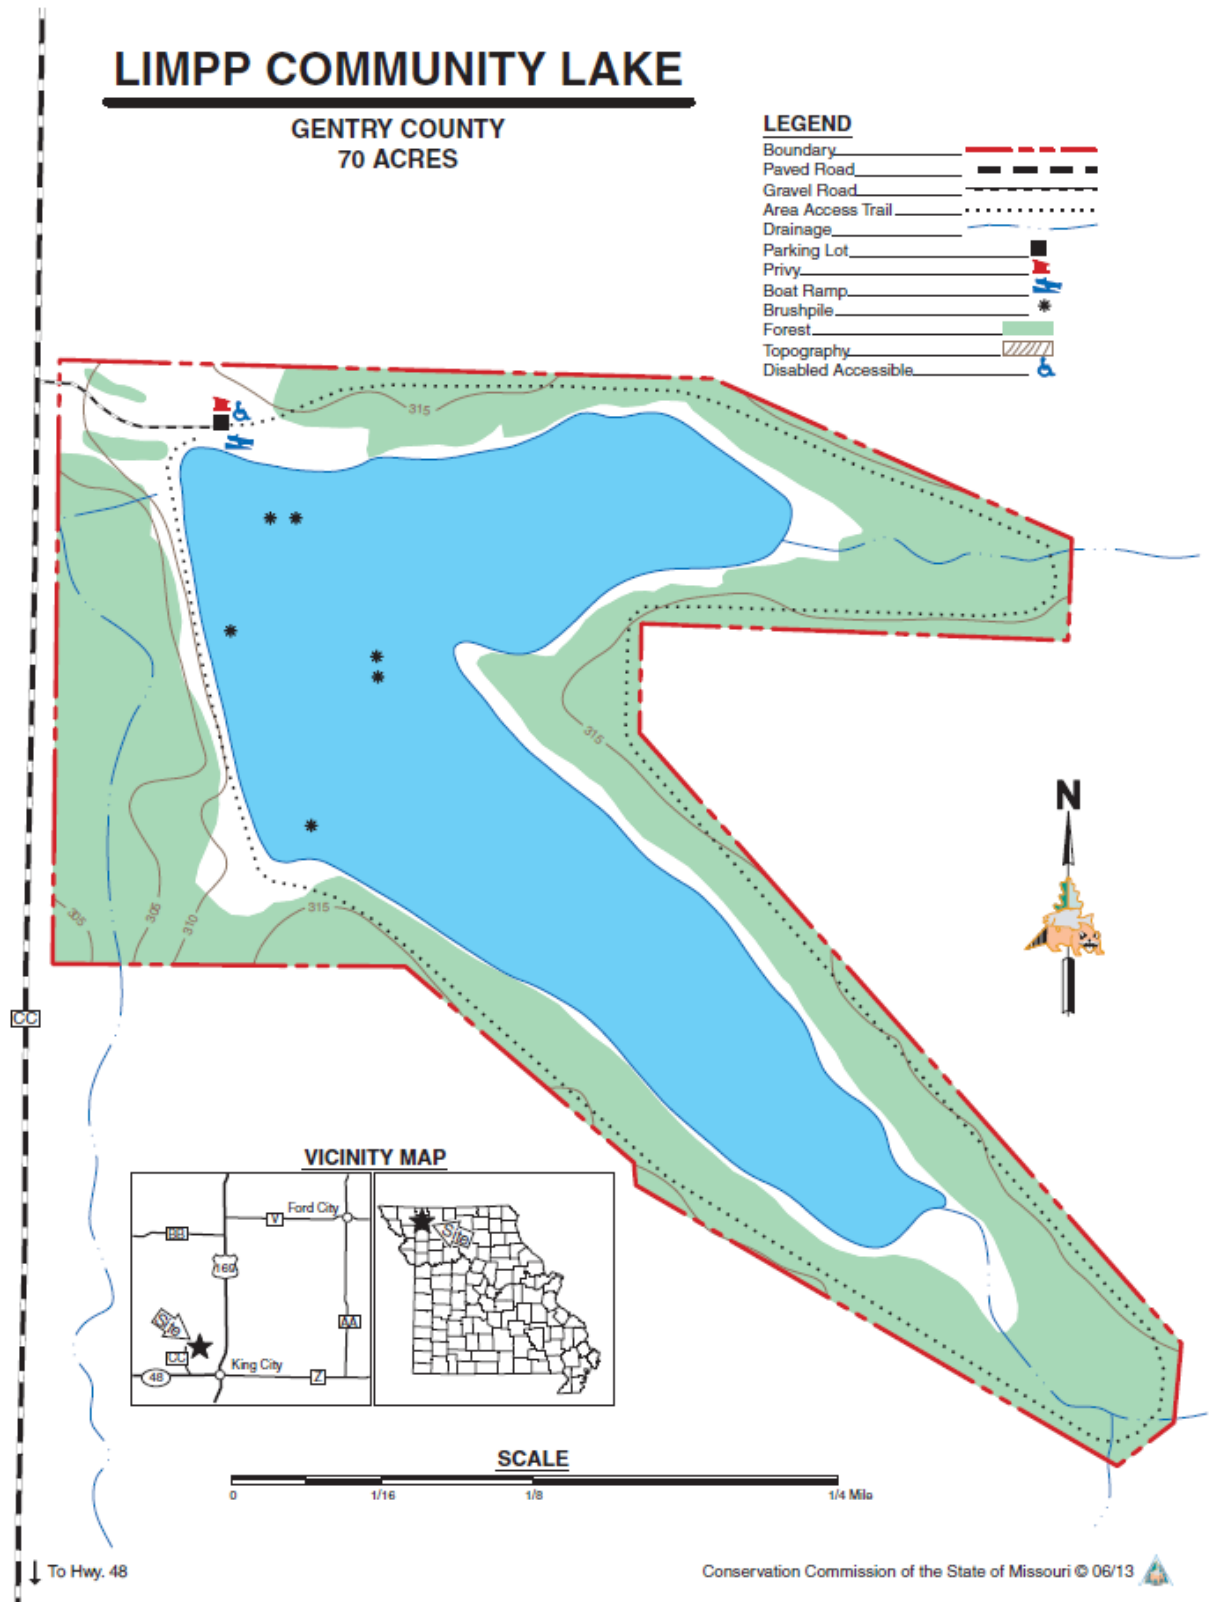 LIMPP COMMUNITY LAKE
GENTRY COUNTY
70 ACRES
LEGEND
Boundary
Paved Road
Gravel Road
Area Access Trail
Drainage
Parking Lot
Privy
Boat Ramp
Brushpile
Forest
Topography
Disabled Accessible
315
315
N
305
305
310
315
CC
VICINITY MAP
Ford City
V
BB
169
Site
AA
Site
CC
King City
48
Z
SCALE
0 1/16 1/8 1/4 Mile
To Hwy. 48
Conservation Commission of the State of Missouri © 06/13